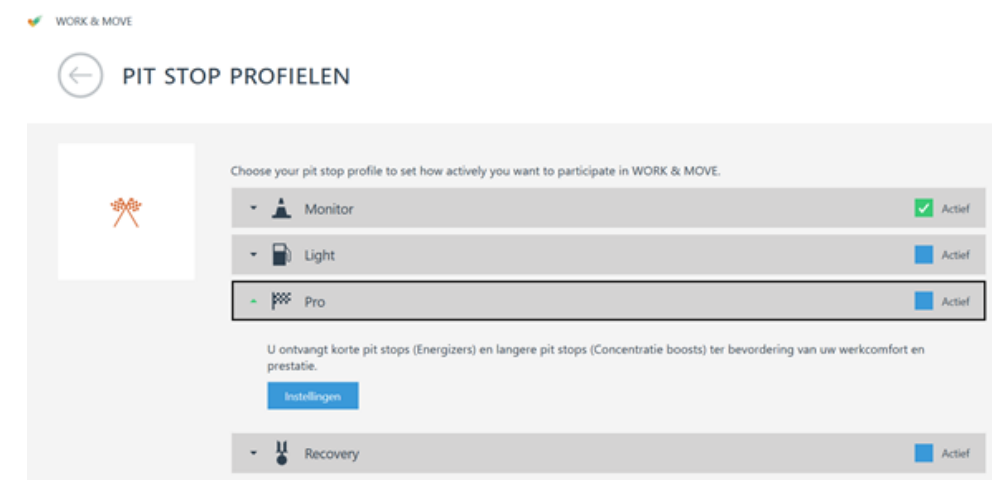 WORK & MOVE
PIT STOP PROFIELEN
Choose your pit stop profile to set how actively you want to participate in WORK & MOVE.
Monitor Actief
Light Actief
Pro Actief
U ontvangt korte pit stops (Energizers) en langere pit stops (Concentratie boosts) ter bevordering van uw werkcomfort en
prestatie.
Instellingen
Recovery Actief